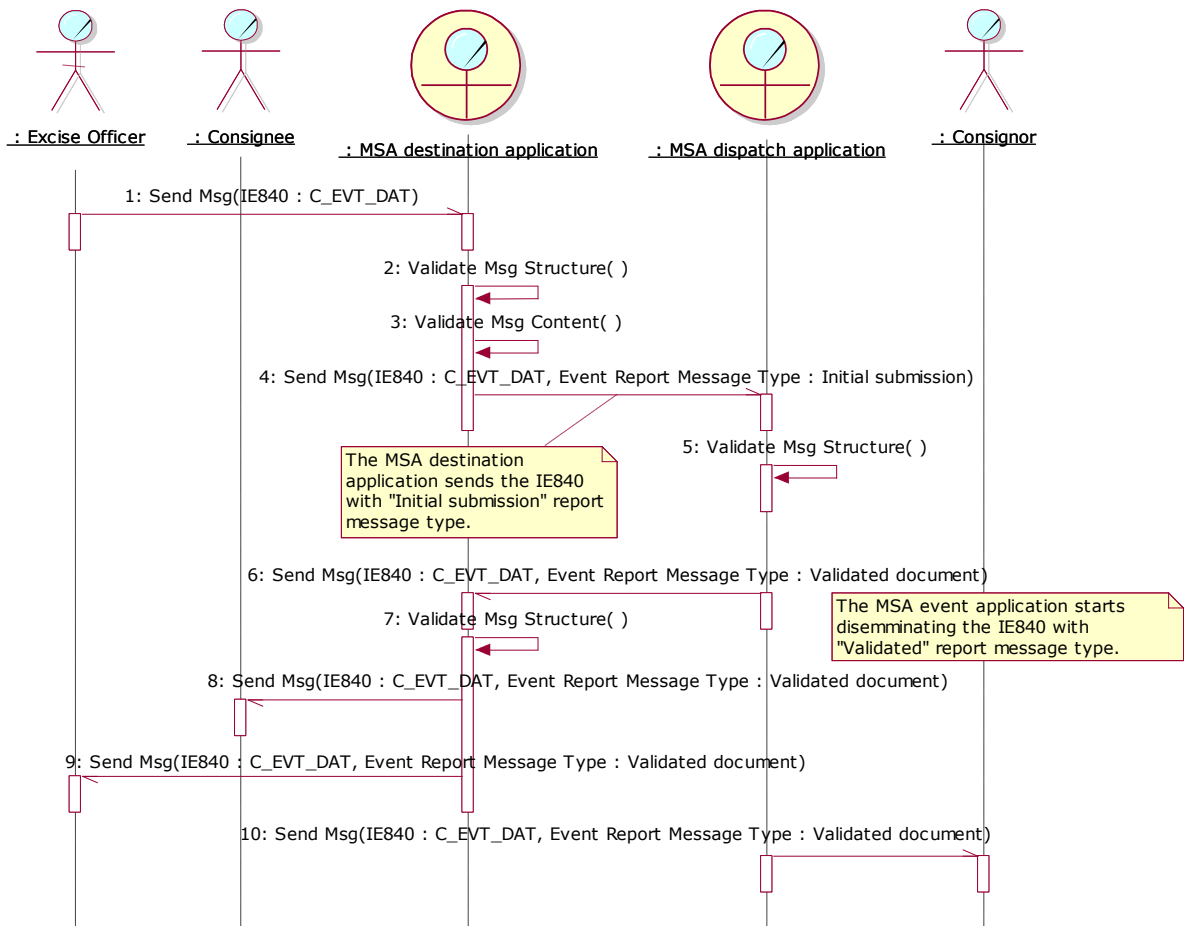 : Excise Officer
: Consignee
: MSA destination application
: MSA dispatch application
: Consignor
1: Send Msg(IE840 : C_EVT_DAT)
2: Validate Msg Structure( )
3: Validate Msg Content( )
4: Send Msg(IE840 : C_EVT_DAT, Event Report Message Type : Initial submission)
The MSA destination
application sends the IE840
with "Initial submission" report
message type.
5: Validate Msg Structure( )
6: Send Msg(IE840 : C_EVT_DAT, Event Report Message Type : Validated document)
The MSA event application starts
disemminating the IE840 with
"Validated" report message type.
7: Validate Msg Structure( )
8: Send Msg(IE840 : C_EVT_DAT, Event Report Message Type : Validated document)
9: Send Msg(IE840 : C_EVT_DAT, Event Report Message Type : Validated document)
10: Send Msg(IE840 : C_EVT_DAT, Event Report Message Type : Validated document)